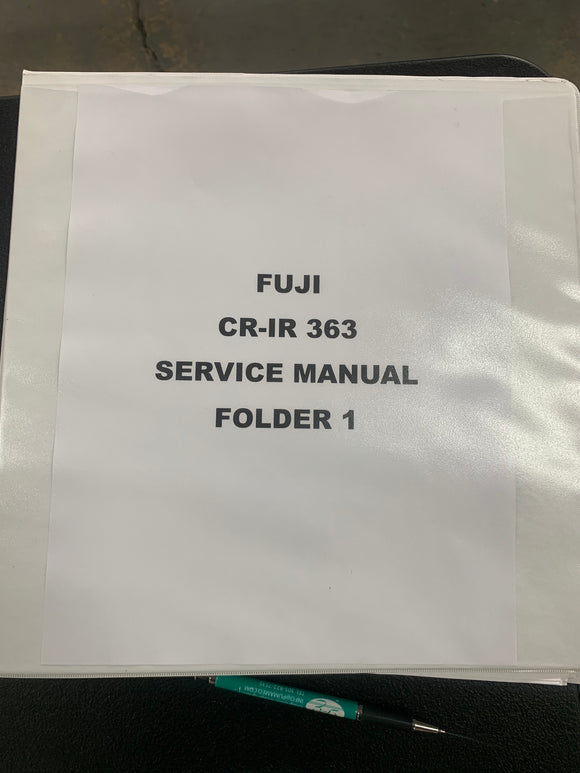 FUJI
CR-IR 363
SERVICE MANUAL
FOLDER 1